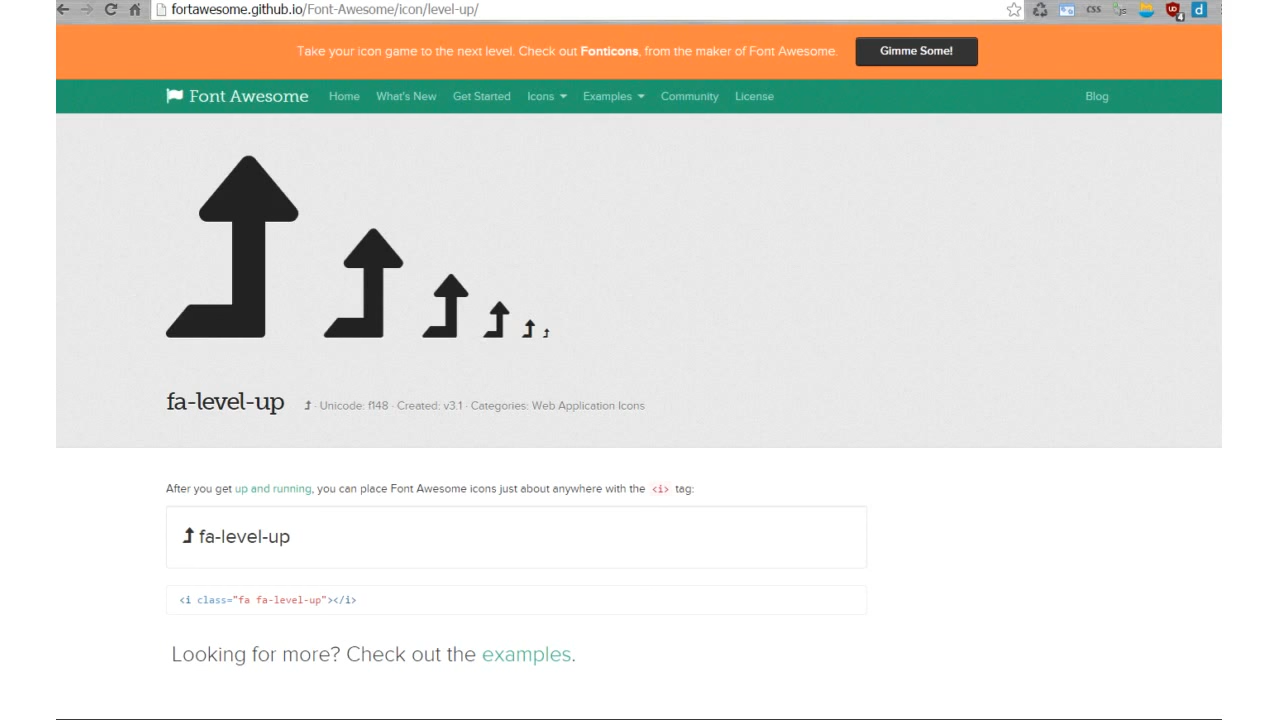 fortawesome.github.io/Font-Awesome/icon/level-up/
CSS
Take your icon game to the next level. Check out Fonticons, from the maker of Font Awesome.
Gimme Some!
Font Awesome Home What's New Get Started Icons Examples Community License Blog
fa-level-up · Unicode: f148 · Created: v3.1 · Categories: Web Application Icons
After you get up and running, you can place Font Awesome icons just about anywhere with the <i> tag:
fa-level-up
<i class="fa fa-level-up"></i>
Looking for more? Check out the examples.